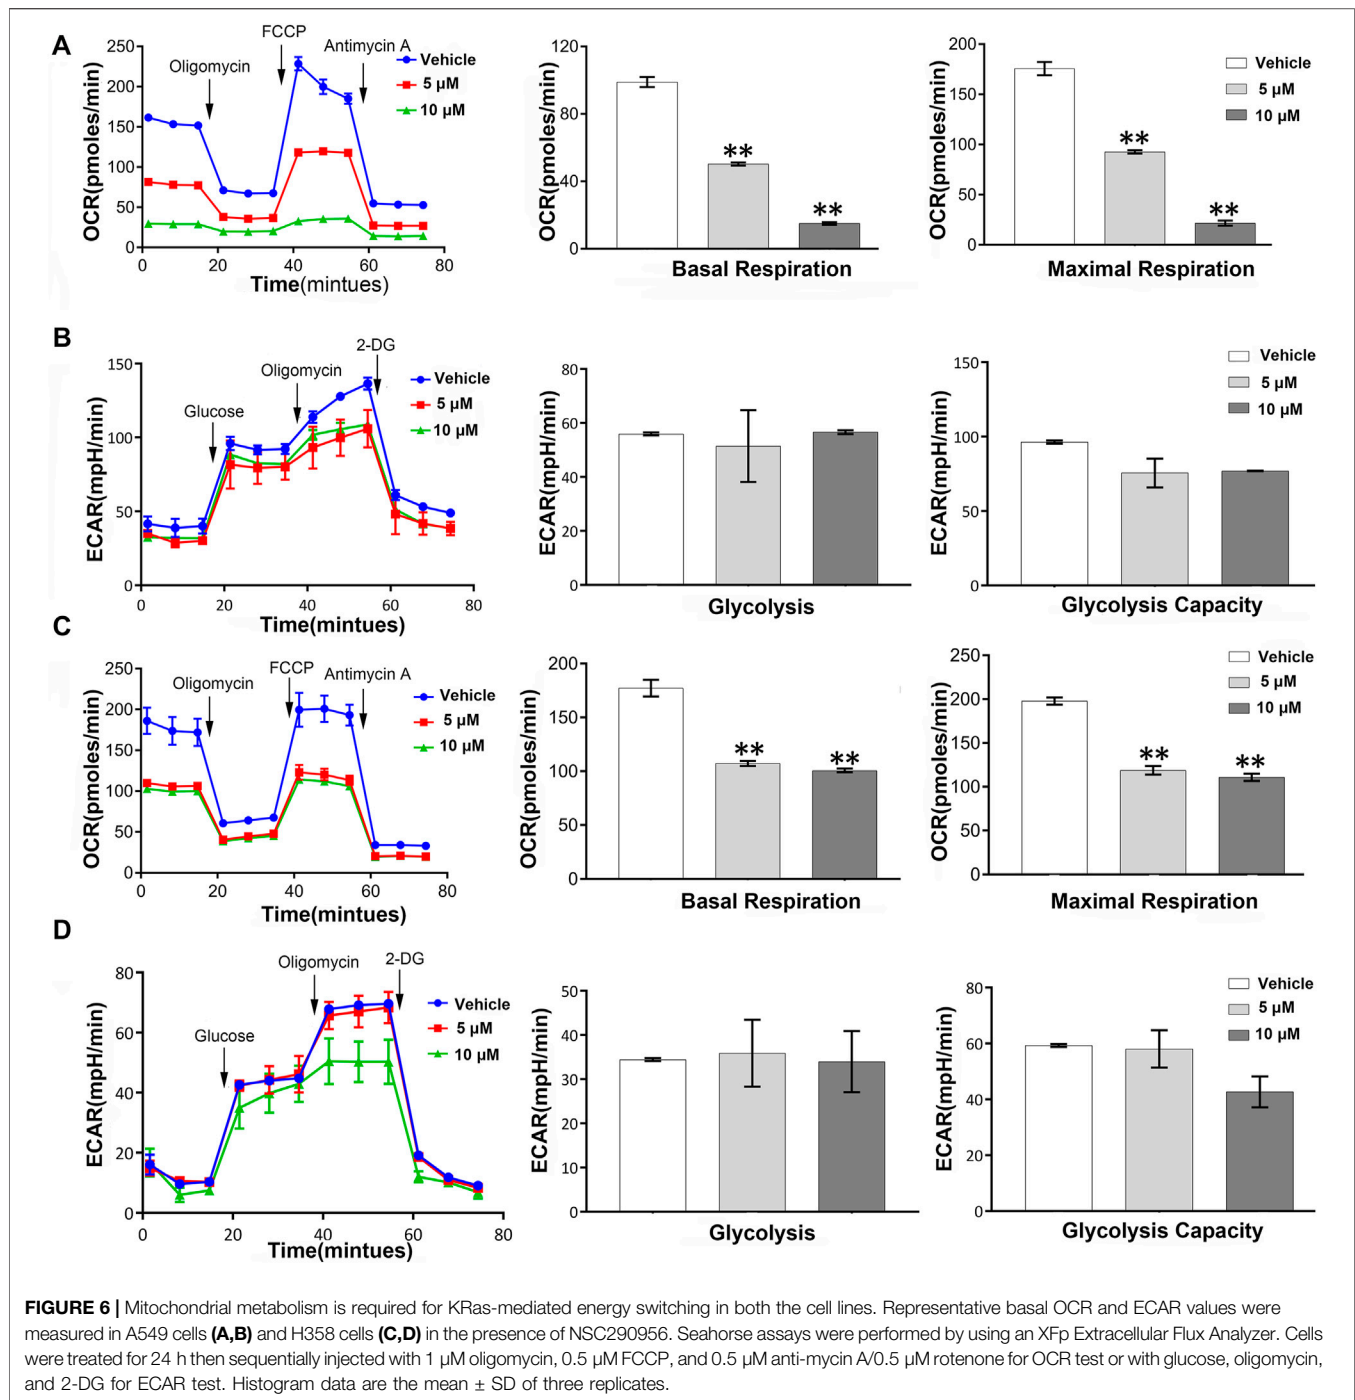 A
250
200
150
100
50
0
OCR(pmoles/min)
Oligomycin
FCCP
Antimycin A
Vehicle
5 µM
10 µM
0 20 40 60 80
Time(mintues)
120
80
40
0
OCR(pmoles/min)
**
**
Basal Respiration
200
150
100
50
0
OCR(pmoles/min)
**
**
Maximal Respiration
Vehicle
5 µM
10 µM
B
150
100
50
0
ECAR(mpH/min)
Glucose
Oligomycin
2-DG
Vehicle
5 µM
10 µM
0 20 40 60 80
Time(mintues)
80
60
40
20
0
ECAR(mpH/min)
Glycolysis
150
100
50
0
ECAR(mpH/min)
Glycolysis Capacity
Vehicle
5 µM
10 µM
C
250
200
150
100
50
0
OCR(pmoles/min)
Oligomycin
FCCP
Antimycin A
Vehicle
5 µM
10 µM
0 20 40 60 80
Time(mintues)
200
150
100
50
0
OCR(pmoles/min)
**
**
Basal Respiration
250
200
150
100
50
0
OCR(pmoles/min)
**
**
Maximal Respiration
Vehicle
5 µM
10 µM
D
80
60
40
20
0
ECAR(mpH/min)
Glucose
Oligomycin
2-DG
Vehicle
5 µM
10 µM
0 20 40 60 80
Time(mintues)
50
40
30
20
10
0
ECAR(mpH/min)
Glycolysis
80
60
40
20
0
ECAR(mpH/min)
Glycolysis Capacity
Vehicle
5 µM
10 µM
FIGURE 6 | Mitochondrial metabolism is required for KRas-mediated energy switching in both the cell lines. Representative basal OCR and ECAR values were
measured in A549 cells (A,B) and H358 cells (C,D) in the presence of NSC290956. Seahorse assays were performed by using an XFp Extracellular Flux Analyzer. Cells
were treated for 24 h then sequentially injected with 1 µM oligomycin, 0.5 µM FCCP, and 0.5 µM anti-mycin A/0.5 µM rotenone for OCR test or with glucose, oligomycin,
and 2-DG for ECAR test. Histogram data are the mean ± SD of three replicates.